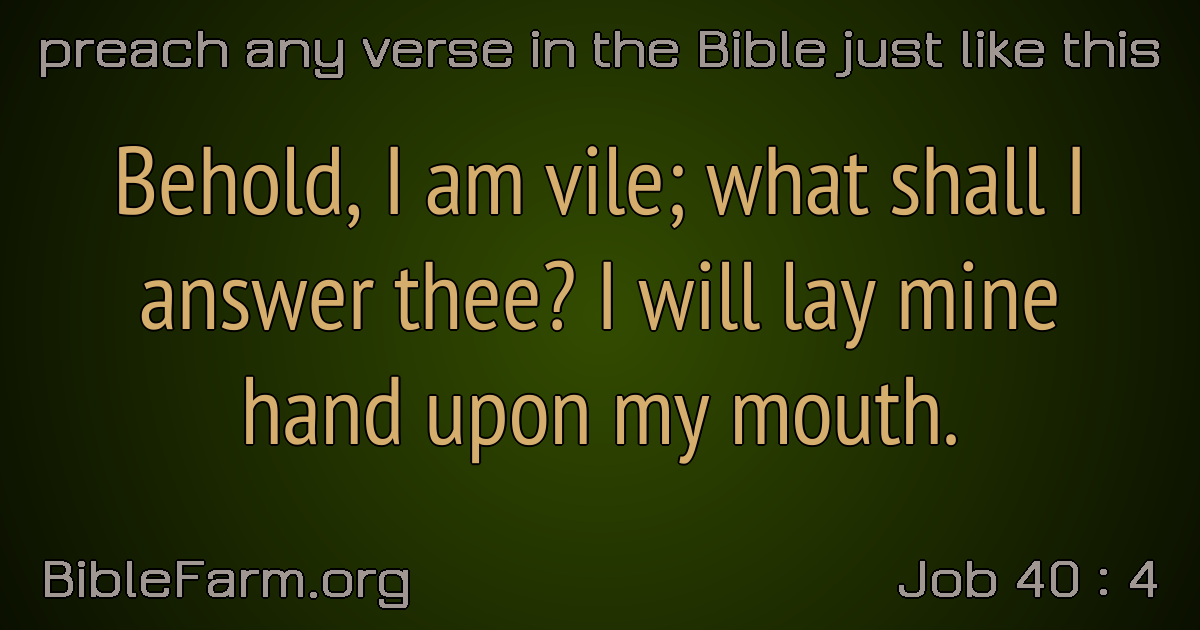 preach any verse in the Bible just like this
Behold, I am vile; what shall I
answer thee? I will lay mine
hand upon my mouth.
BibleFarm.org
Job 40 : 4